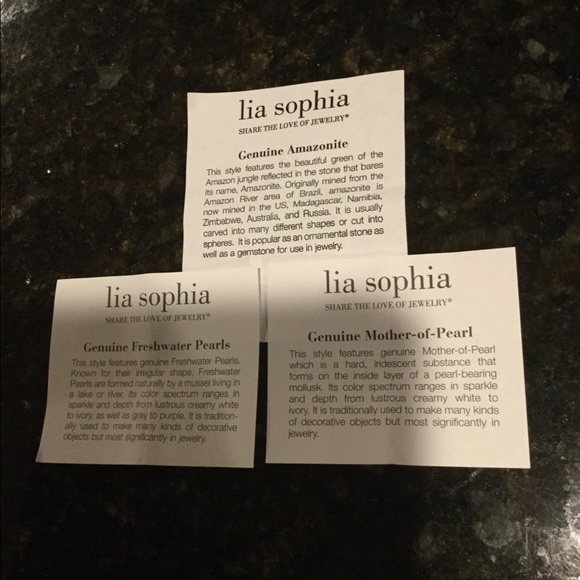 lia sophia
SHARE THE LOVE OF JEWELRY®
Genuine Amazonite
This style features the beautiful green of the
Amazon jungle reflected in the stone that bares
its name, Amazonite. Originally mined from the
Amazon River area of Brazil, amazonite is
now mined in the US, Madagascar, Namibia,
Zimbabwe, Australia, and Russia. It is usually
carved into many different shapes or cut into
spheres. It is popular as an ornamental stone as
well as a gemstone for use in jewelry.
lia sophia
SHARE THE LOVE OF JEWELRY®
Genuine Freshwater Pearls
This style features genuine Freshwater Pearls.
Known for their irregular shape, Freshwater
Pearls are formed naturally by a mussel living in
a lake or river. Its color spectrum ranges in
sparkle and depth from lustrous creamy white
to ivory, as well as gray to purple. It is tradition-
ally used to make many kinds of decorative
objects but most significantly in jewelry.
lia sophia
SHARE THE LOVE OF JEWELRY®
Genuine Mother-of-Pearl
This style features genuine Mother-of-Pearl
which is a hard, iridescent substance that
forms on the inside layer of a pearl-bearing
mollusk. Its color spectrum ranges in sparkle
and depth from lustrous creamy white to
ivory. It is traditionally used to make many kinds
of decorative objects but most significantly in
jewelry.